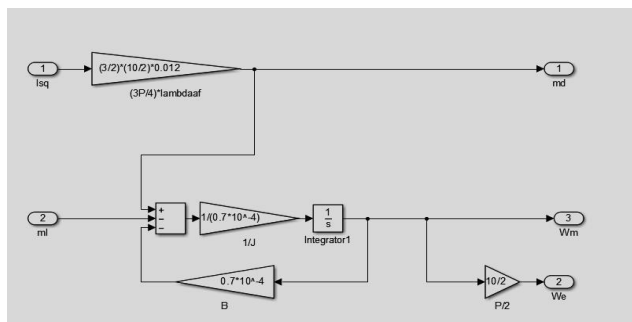 1
Isq
(3/2)*(10/2)*0.012
(3P/4)*lambdaaf
1
md
2
ml
+
−
−
1/(0.7*10^-4)
1/J
1
s
Integrator1
3
Wm
0.7*10^-4
B
10/2
P/2
2
We